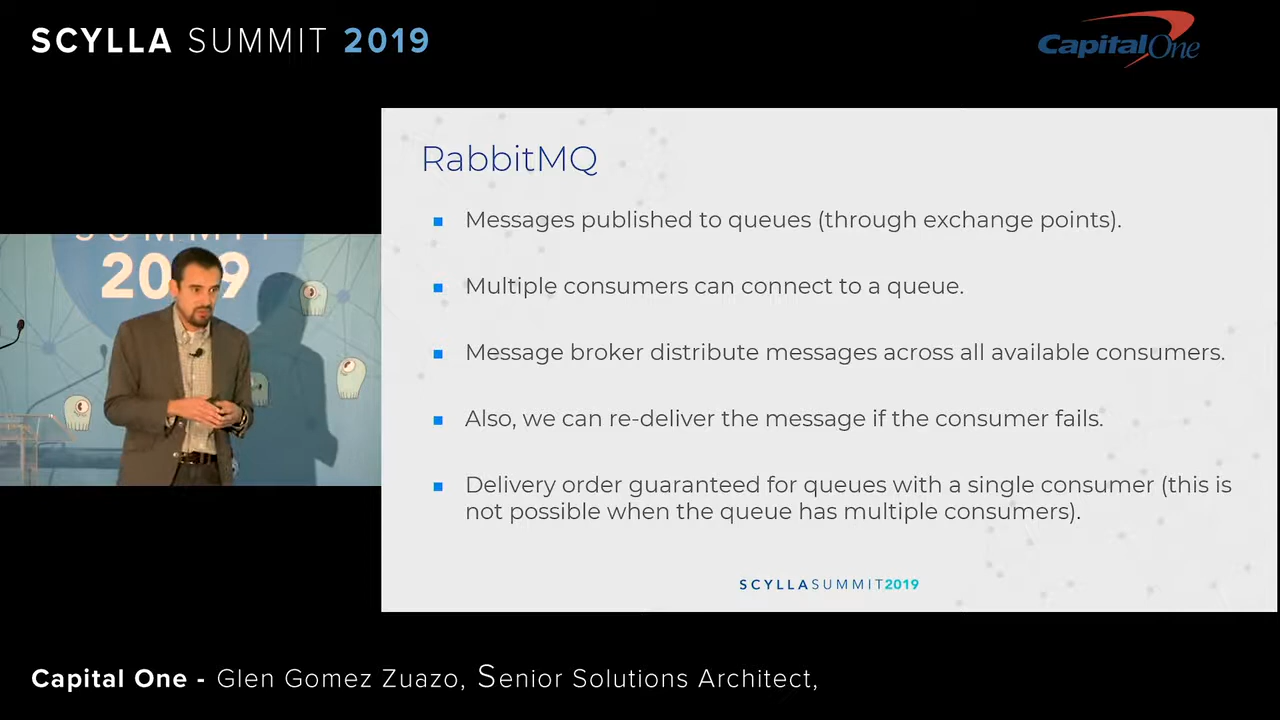 SCYLLA SUMMIT 2019
CapitalOne
SUMMIT
2019
RabbitMQ
Messages published to queues (through exchange points).
Multiple consumers can connect to a queue.
Message broker distribute messages across all available consumers.
Also, we can re-deliver the message if the consumer fails.
Delivery order guaranteed for queues with a single consumer (this is
not possible when the queue has multiple consumers).
SCYLLASUMMIT2019
Capital One - Glen Gomez Zuazo, Senior Solutions Architect,